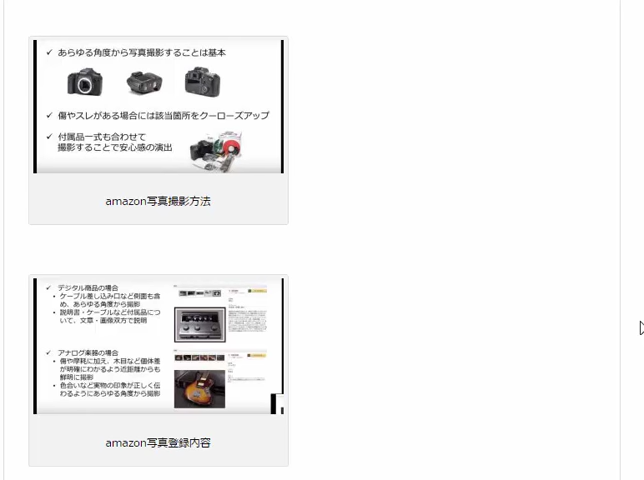 ✓ あらゆる角度から写真撮影することは基本
✓ 傷やスレがある場合には該当箇所をクーローズアップ
✓ 付属品一式も合わせて
撮影することで安心感の演出
amazon写真撮影方法
✓ デジタル商品の場合
• ケーブル差し込み口など側面も含
め、あらゆる角度から撮影
• 説明書・ケーブルなど付属品につ
いて、文章・画像双方で説明
✓ アナログ楽器の場合
• 傷や摩耗に加え、木目など個体差
が明確にわかるよう近距離からも
鮮明に撮影
• 色合いなど実物の印象が正しく伝
わるようにあらゆる角度から撮影
amazon写真登録内容